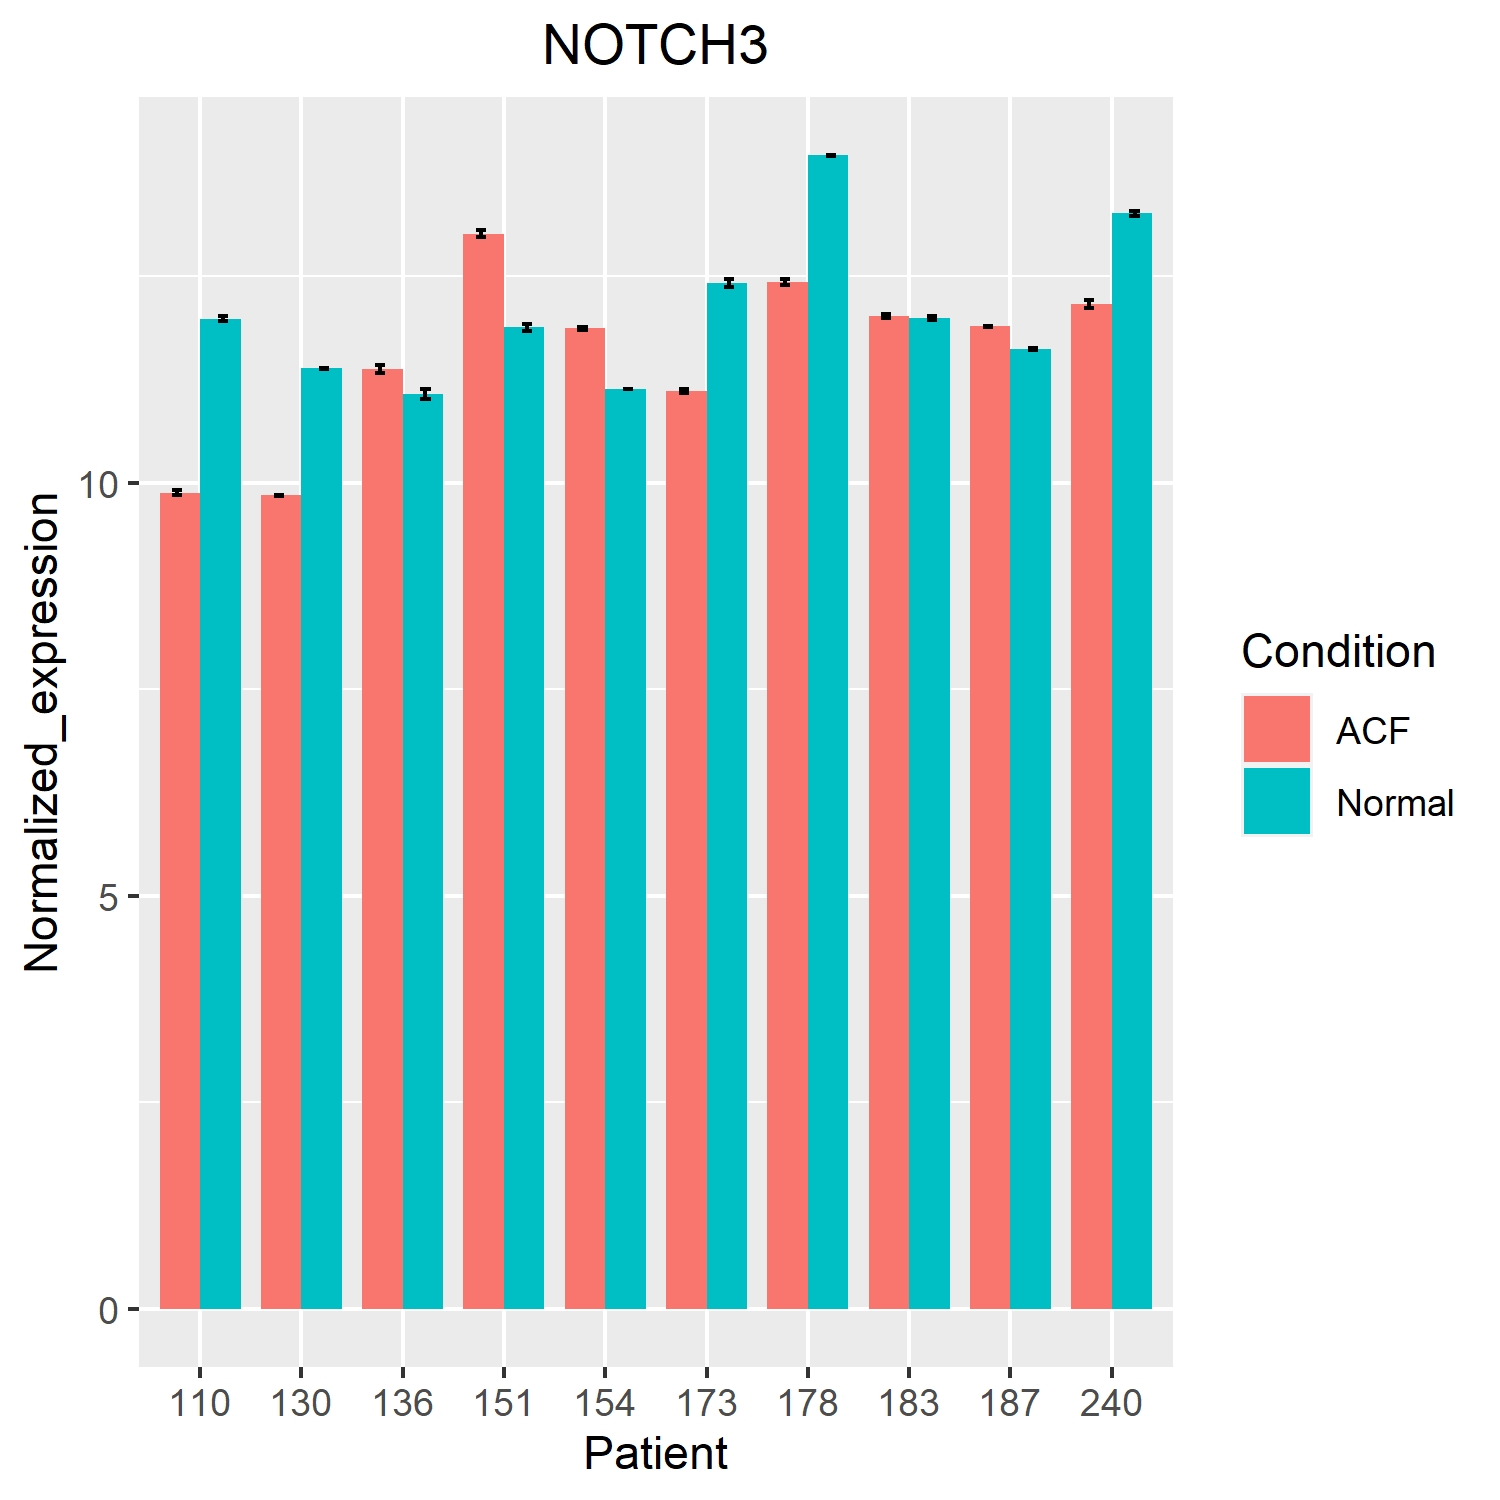 NOTCH3
Normalized_expression
10
5
0
110 130 136 151 154 173 178 183 187 240
Patient
Condition
ACF
Normal